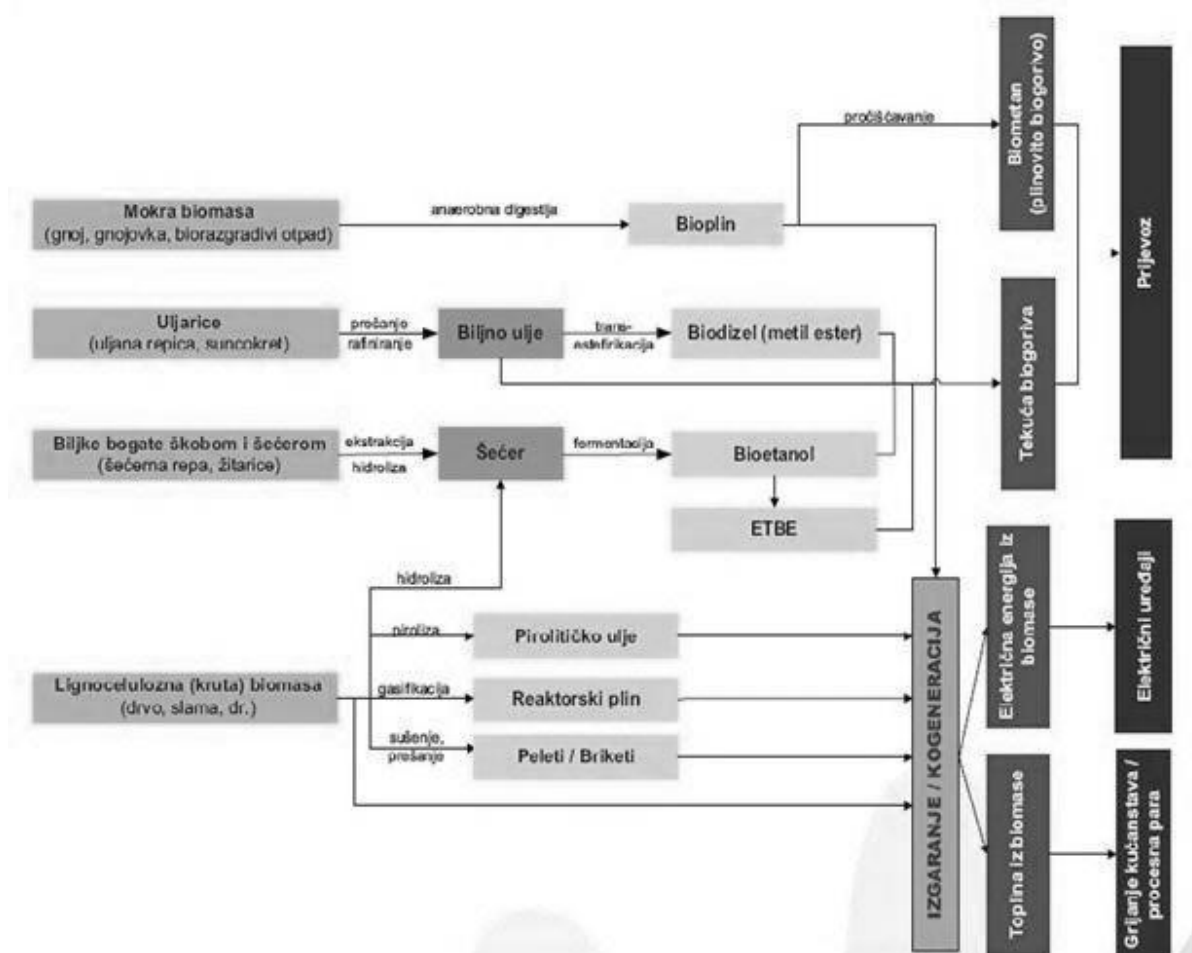 pročišćavanje
Biometan
(plinovito biogorivo)
Mokra biomasa
(gnoj, gnojovka, biorazgradivi otpad)
anaerobna digestija
Bioplin
Prijevoz
Uljarice
(uljana repica, suncokret)
prešanje
rafiniranje
Biljno ulje
trans-
estefirikacija
Biodizel (metil ester)
Tekuća biogoriva
Biljke bogate škobom i šećerom
(šećerna repa, žitarice)
ekstrakcija
hidroliza
Šećer
fermentacija
Bioetanol
ETBE
hidroliza
piroliza
Pirolitičko ulje
Lignocelulozna (kruta) biomasa
(drvo, slama, dr.)
gasifikacija
Reaktorski plin
sušenje,
prešanje
Peleti / Briketi
IZGARANJE / KOGENERACIJA
Električna energija iz
biomase
Električni uređaji
Toplina iz biomase
Grijanje kućanstava /
procesna para